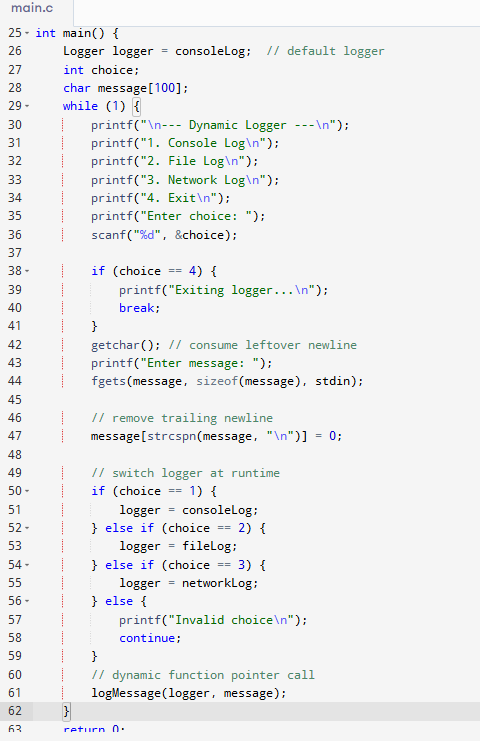 main.c
25 int main() {
26 Logger logger = consoleLog;  // default logger
27 int choice;
28 char message[100];
29 while (1) {
30 printf("\n--- Dynamic Logger ---\n");
31 printf("1. Console Log\n");
32 printf("2. File Log\n");
33 printf("3. Network Log\n");
34 printf("4. Exit\n");
35 printf("Enter choice: ");
36 scanf("%d", &choice);
37
38 if (choice == 4) {
39 printf("Exiting logger...\n");
40 break;
41 }
42 getchar(); // consume leftover newline
43 printf("Enter message: ");
44 fgets(message, sizeof(message), stdin);
45
46 // remove trailing newline
47 message[strcspn(message, "\n")] = 0;
48
49 // switch logger at runtime
50 if (choice == 1) {
51 logger = consoleLog;
52 } else if (choice == 2) {
53 logger = fileLog;
54 } else if (choice == 3) {
55 logger = networkLog;
56 } else {
57 printf("Invalid choice\n");
58 continue;
59 }
60 // dynamic function pointer call
61 logMessage(logger, message);
62 }
63 return 0;